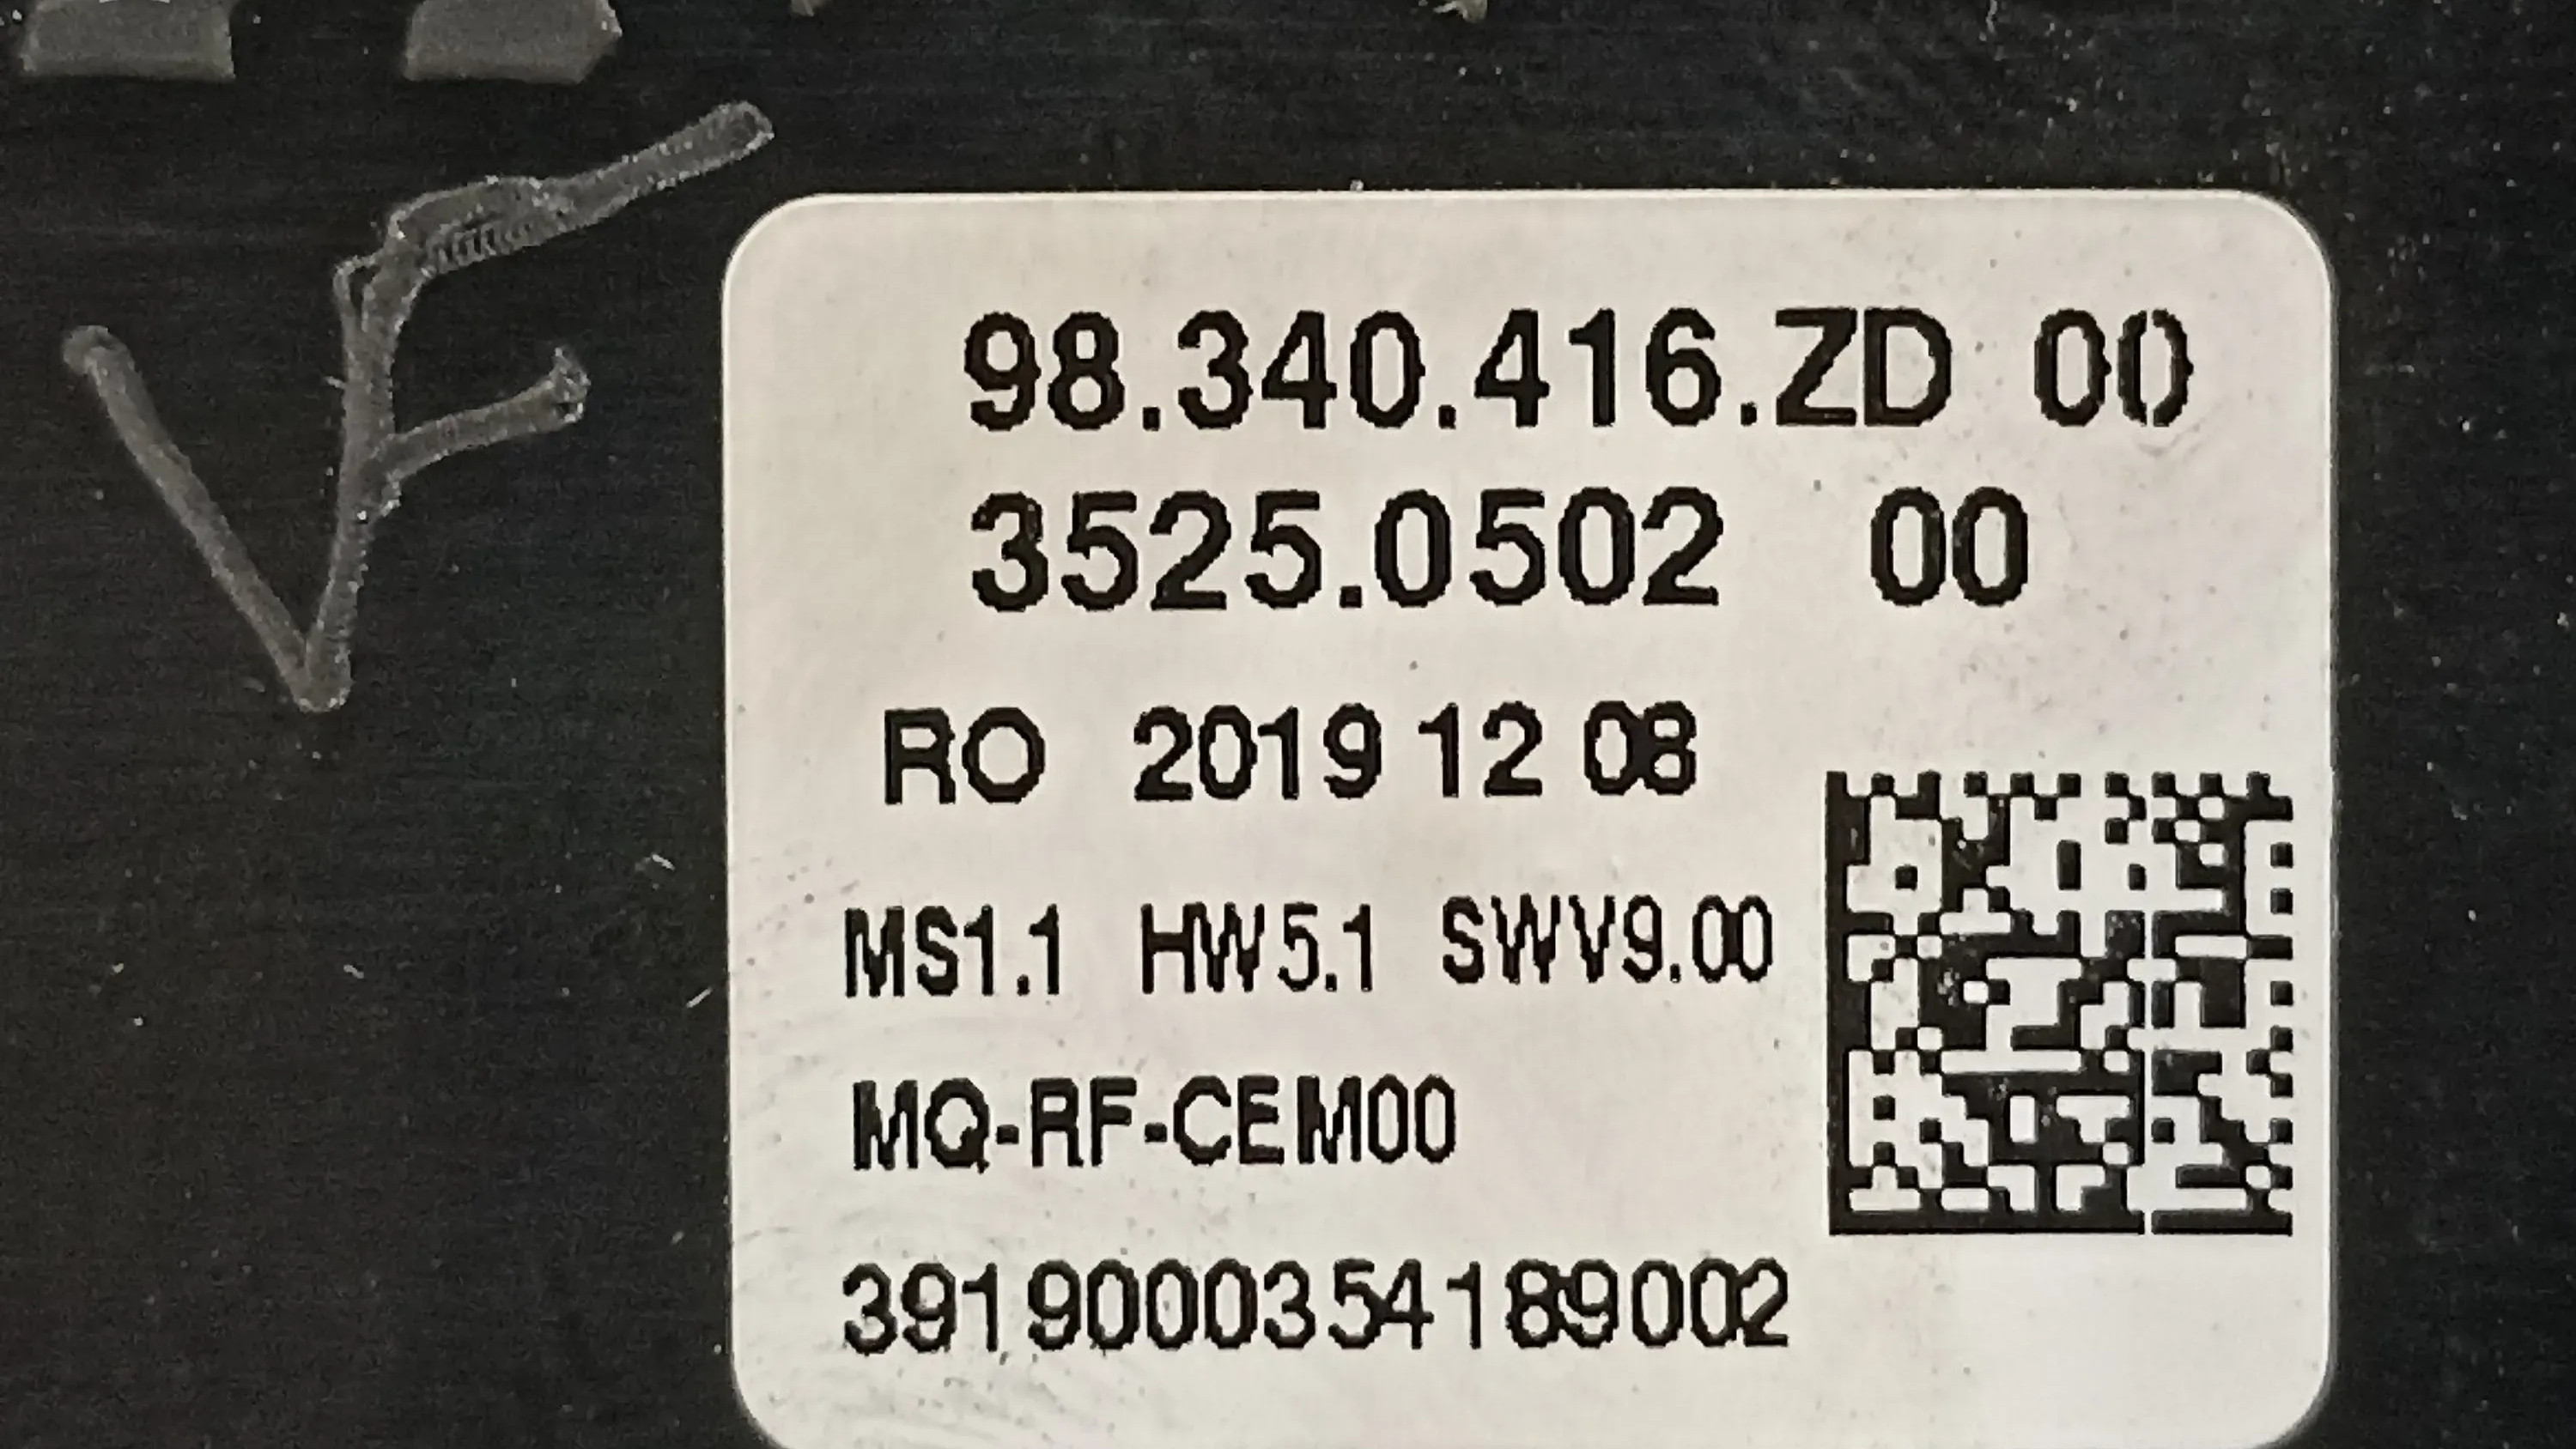 VF
98.340.416.ZD 00
3525.0502 00
RO 2019 12 08
MS1.1 HW5.1 SWV9.00
MQ-RF-CEM00
3919000354189002